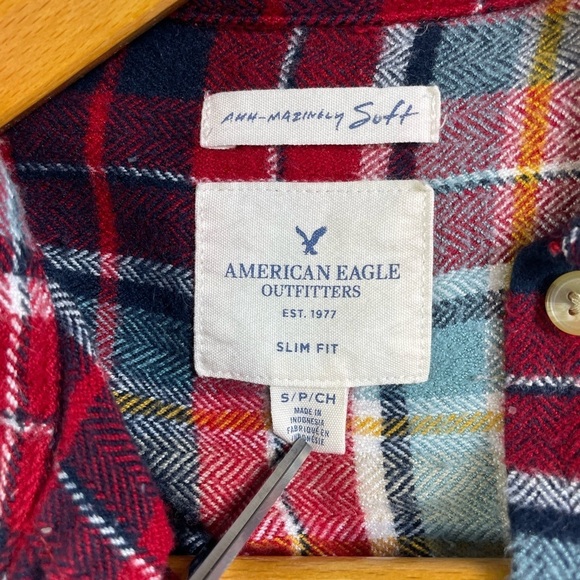 AHH-MAZINGLY Soft
AMERICAN EAGLE
OUTFITTERS
EST. 1977
SLIM FIT
S/P/CH
MADE IN
INDONESIA
FABRIQUÉ EN
INDONÉSIE